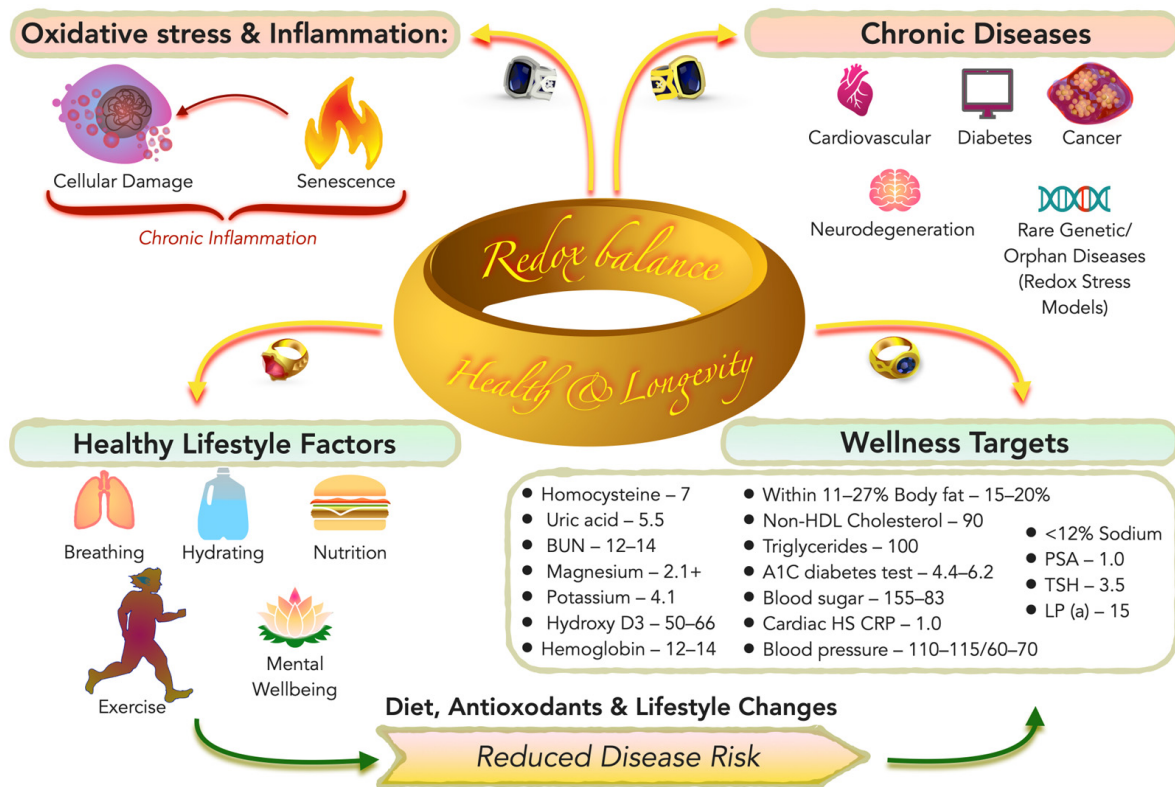 Oxidative stress & Inflammation:
Cellular Damage
Senescence
Chronic Inflammation
Chronic Diseases
Cardiovascular
Diabetes
Cancer
Neurodegeneration
Rare Genetic/
Orphan Diseases
(Redox Stress
Models)
Redox balance
Health & Longevity
Healthy Lifestyle Factors
Breathing
Hydrating
Nutrition
Exercise
Mental
Wellbeing
Wellness Targets
● Homocysteine – 7
● Uric acid – 5.5
● BUN – 12–14
● Magnesium – 2.1+
● Potassium – 4.1
● Hydroxy D3 – 50–66
● Hemoglobin – 12–14
● Within 11–27% Body fat – 15–20%
● Non-HDL Cholesterol – 90
● Triglycerides – 100
● A1C diabetes test – 4.4–6.2
● Blood sugar – 155–83
● Cardiac HS CRP – 1.0
● Blood pressure – 110–115/60–70
● <12% Sodium
● PSA – 1.0
● TSH – 3.5
● LP (a) – 15
Diet, Antioxodants & Lifestyle Changes
Reduced Disease Risk